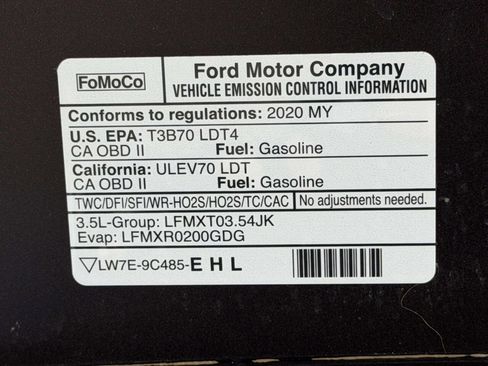 FoMoCo
Ford Motor Company
VEHICLE EMISSION CONTROL INFORMATION
Conforms to regulations: 2020 MY
U.S. EPA: T3B70 LDT4
CA OBD II Fuel: Gasoline
California: ULEV70 LDT
CA OBD II Fuel: Gasoline
TWC/DFI/SFI/WR-HO2S/HO2S/TC/CAC No adjustments needed.
3.5L-Group: LFMXT03.54JK
Evap: LFMXR0200GDG
LW7E-9C485-E H L